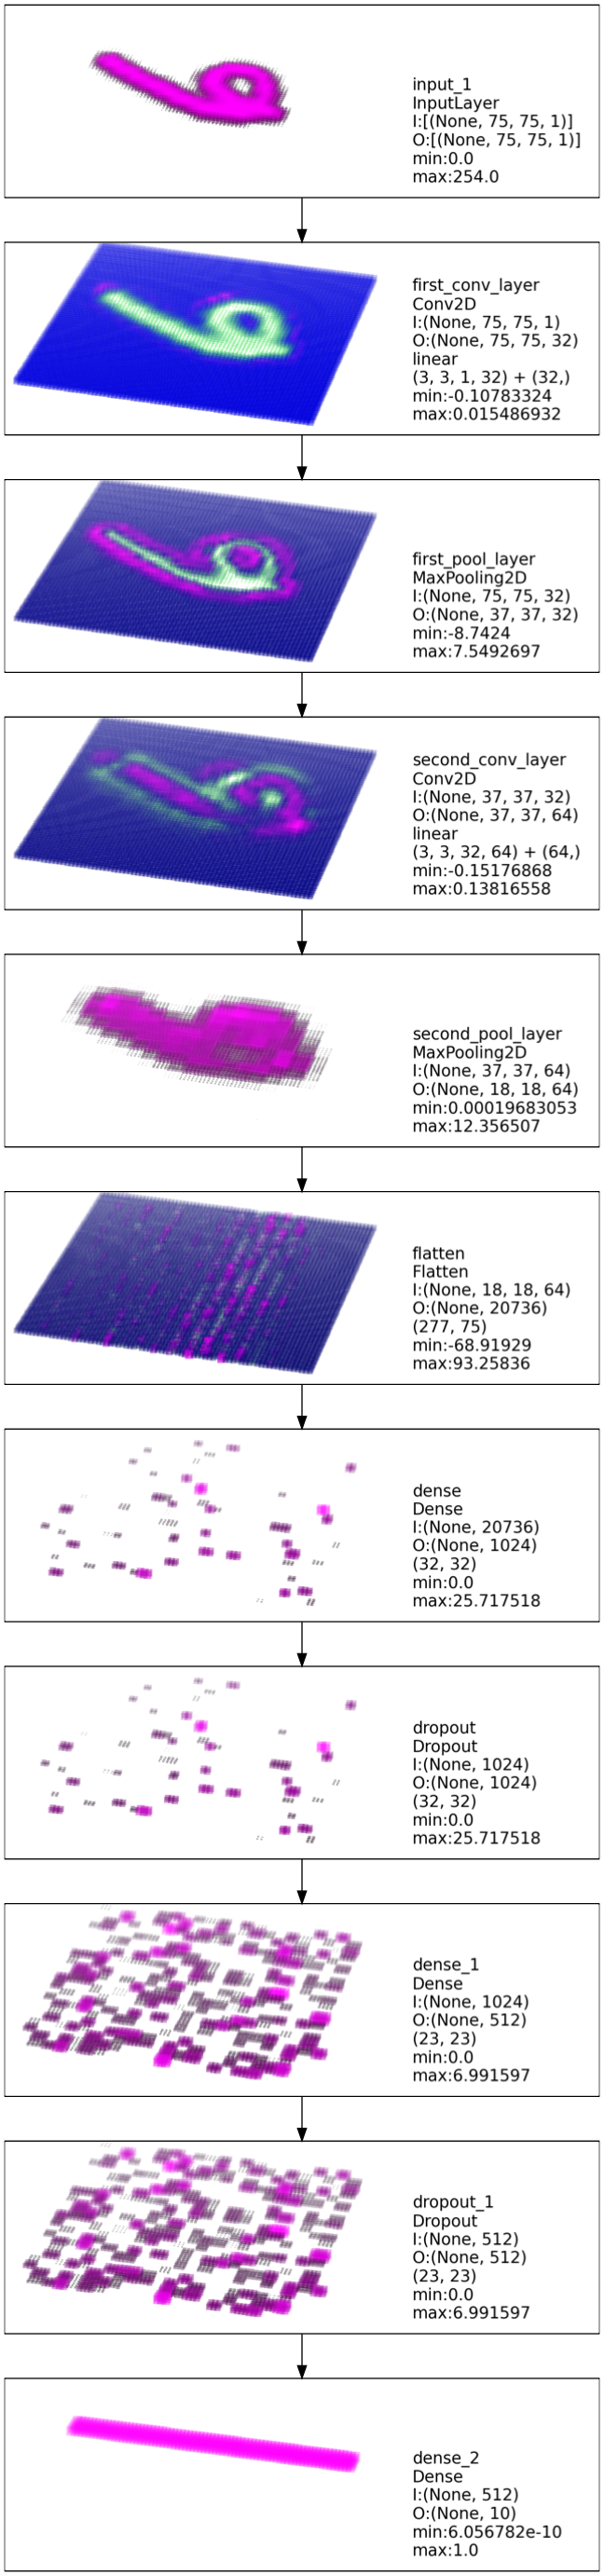 input_1
InputLayer
I:[(None, 75, 75, 1)]
O:[(None, 75, 75, 1)]
min:0.0
max:254.0
first_conv_layer
Conv2D
I:(None, 75, 75, 1)
O:(None, 75, 75, 32)
linear
(3, 3, 1, 32) + (32,)
min:-0.10783324
max:0.015486932
first_pool_layer
MaxPooling2D
I:(None, 75, 75, 32)
O:(None, 37, 37, 32)
min:-8.7424
max:7.5492697
second_conv_layer
Conv2D
I:(None, 37, 37, 32)
O:(None, 37, 37, 64)
linear
(3, 3, 32, 64) + (64,)
min:-0.15176868
max:0.13816558
second_pool_layer
MaxPooling2D
I:(None, 37, 37, 64)
O:(None, 18, 18, 64)
min:0.00019683053
max:12.356507
flatten
Flatten
I:(None, 18, 18, 64)
O:(None, 20736)
(277, 75)
min:-68.91929
max:93.25836
dense
Dense
I:(None, 20736)
O:(None, 1024)
(32, 32)
min:0.0
max:25.717518
dropout
Dropout
I:(None, 1024)
O:(None, 1024)
(32, 32)
min:0.0
max:25.717518
dense_1
Dense
I:(None, 1024)
O:(None, 512)
(23, 23)
min:0.0
max:6.991597
dropout_1
Dropout
I:(None, 512)
O:(None, 512)
(23, 23)
min:0.0
max:6.991597
dense_2
Dense
I:(None, 512)
O:(None, 10)
min:6.056782e-10
max:1.0